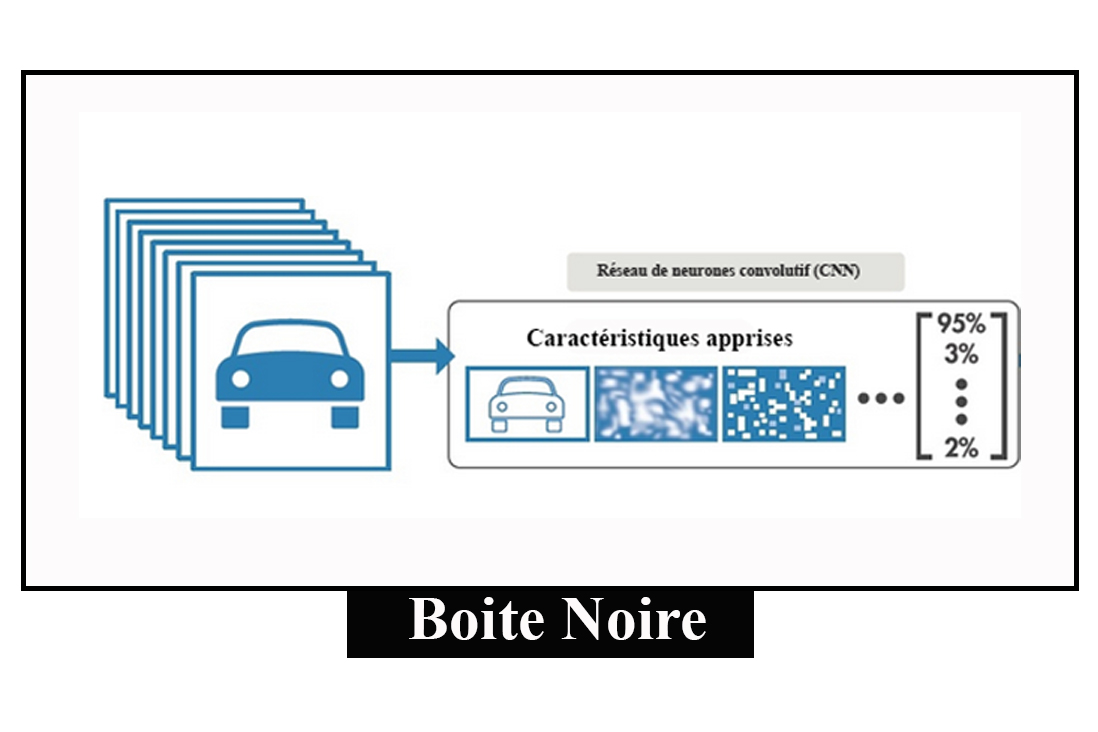 Réseau de neurones convolutif (CNN)
Caractéristiques apprises
95%
3%
2%
Boite Noire